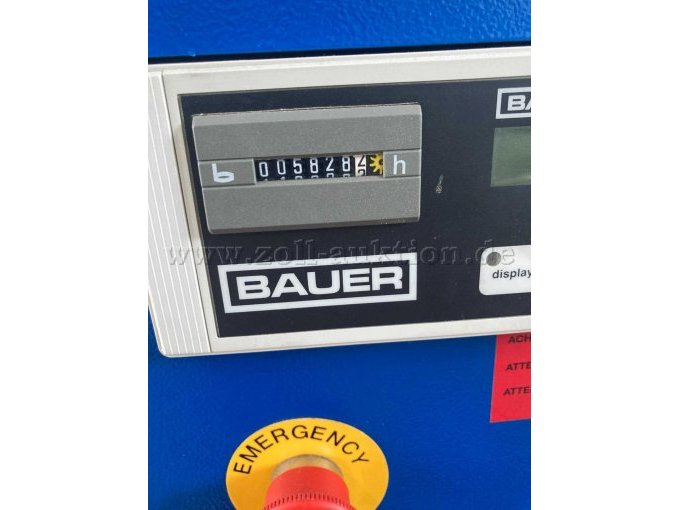 BA
005828 h
www.zoll-auktion.de
BAUER
display
ACH
ATTE
ATTE
EMERGENCY